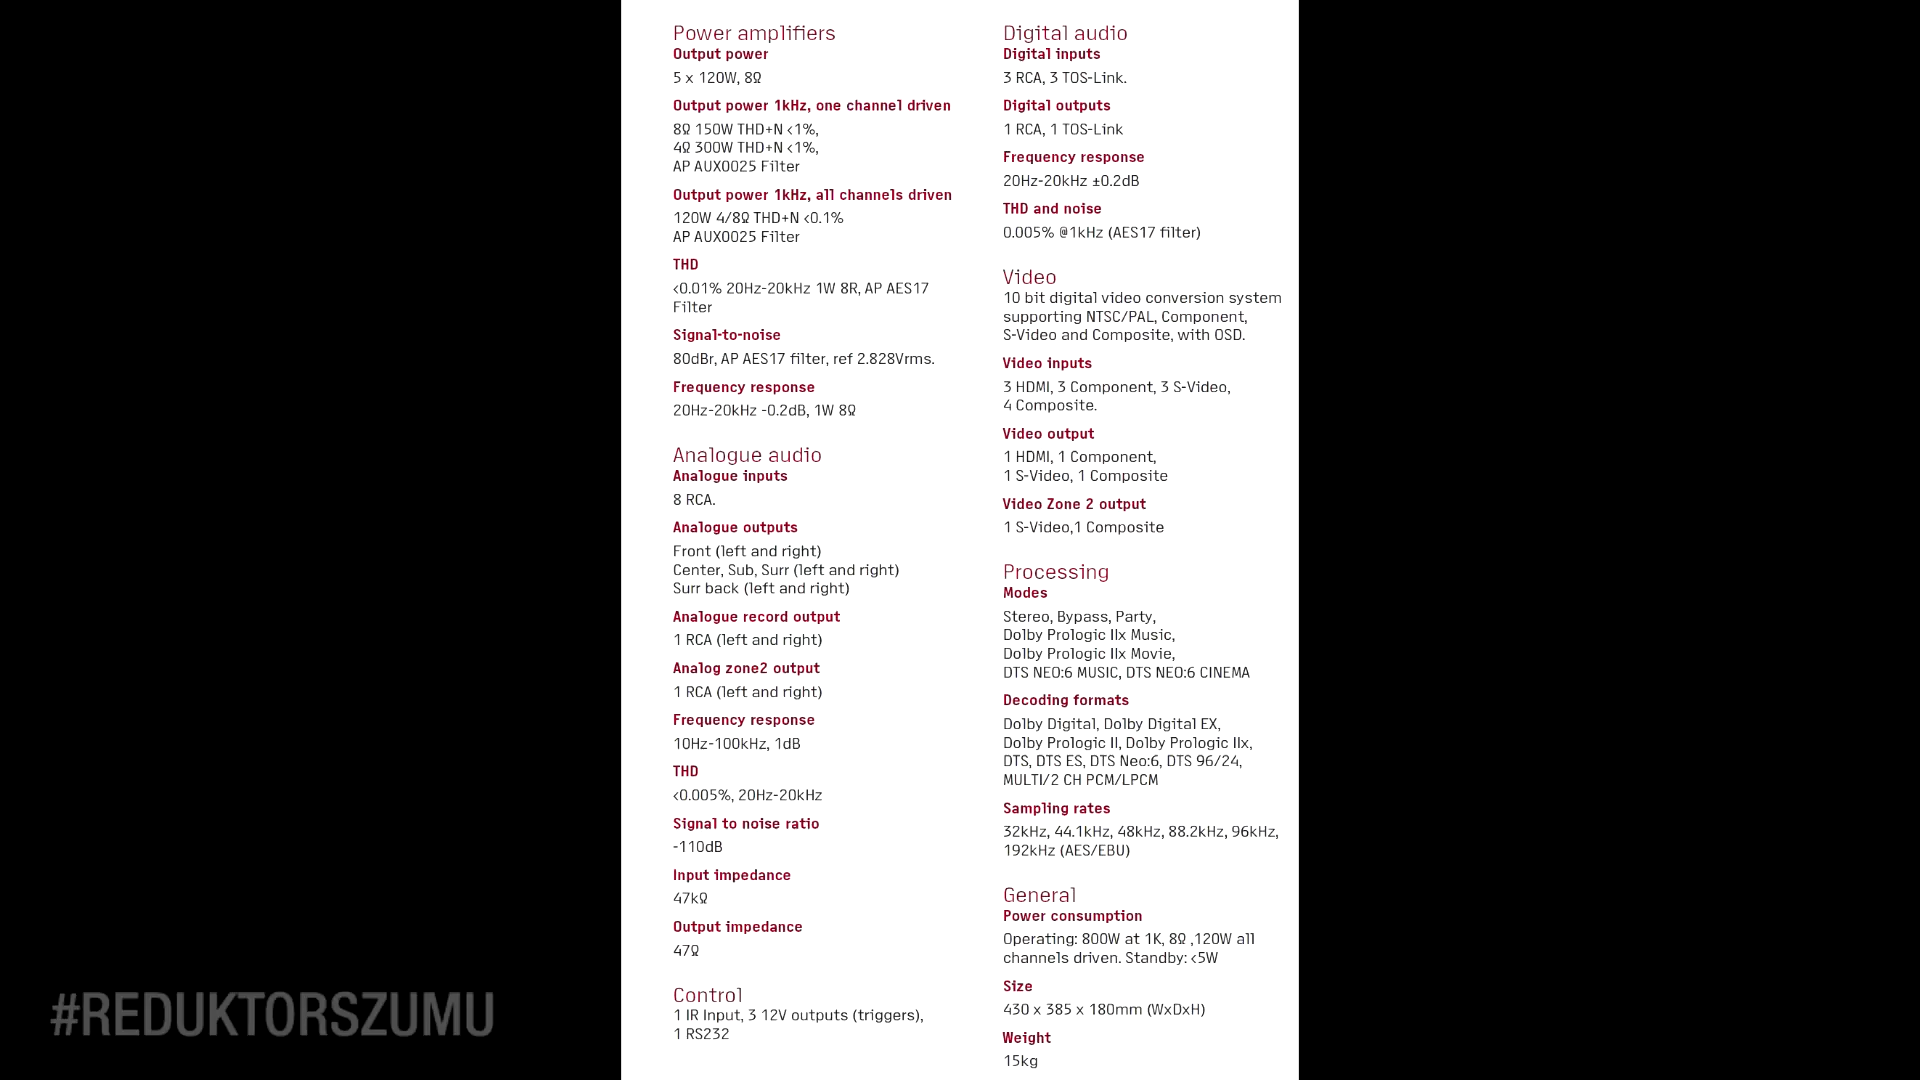 Power amplifiers
Output power
5 x 120W, 8Ω
Output power 1kHz, one channel driven
8Ω 150W THD+N <1%,
4Ω 300W THD+N <1%,
AP AUX0025 Filter
Output power 1kHz, all channels driven
120W 4/8Ω THD+N <0.1%
AP AUX0025 Filter
THD
<0.01% 20Hz-20kHz 1W 8R, AP AES17
Filter
Signal-to-noise
80dBr, AP AES17 filter, ref 2.828Vrms.
Frequency response
20Hz-20kHz -0.2dB, 1W 8Ω
Analogue audio
Analogue inputs
8 RCA.
Analogue outputs
Front (left and right)
Center, Sub, Surr (left and right)
Surr back (left and right)
Analogue record output
1 RCA (left and right)
Analog zone2 output
1 RCA (left and right)
Frequency response
10Hz-100kHz, 1dB
THD
<0.005%, 20Hz-20kHz
Signal to noise ratio
-110dB
Input impedance
47kΩ
Output impedance
47Ω
Control
1 IR Input, 3 12V outputs (triggers),
1 RS232
Digital audio
Digital inputs
3 RCA, 3 TOS-Link.
Digital outputs
1 RCA, 1 TOS-Link
Frequency response
20Hz-20kHz ±0.2dB
THD and noise
0.005% @1kHz (AES17 filter)
Video
10 bit digital video conversion system
supporting NTSC/PAL, Component,
S-Video and Composite, with OSD.
Video inputs
3 HDMI, 3 Component, 3 S-Video,
4 Composite.
Video output
1 HDMI, 1 Component,
1 S-Video, 1 Composite
Video Zone 2 output
1 S-Video,1 Composite
Processing
Modes
Stereo, Bypass, Party,
Dolby Prologic IIx Music,
Dolby Prologic IIx Movie,
DTS NEO:6 MUSIC, DTS NEO:6 CINEMA
Decoding formats
Dolby Digital, Dolby Digital EX,
Dolby Prologic II, Dolby Prologic IIx,
DTS, DTS ES, DTS Neo:6, DTS 96/24,
MULTI/2 CH PCM/LPCM
Sampling rates
32kHz, 44.1kHz, 48kHz, 88.2kHz, 96kHz,
192kHz (AES/EBU)
General
Power consumption
Operating: 800W at 1K, 8Ω ,120W all
channels driven. Standby: <5W
Size
430 x 385 x 180mm (WxDxH)
Weight
15kg
#REDUKTORSZUMU